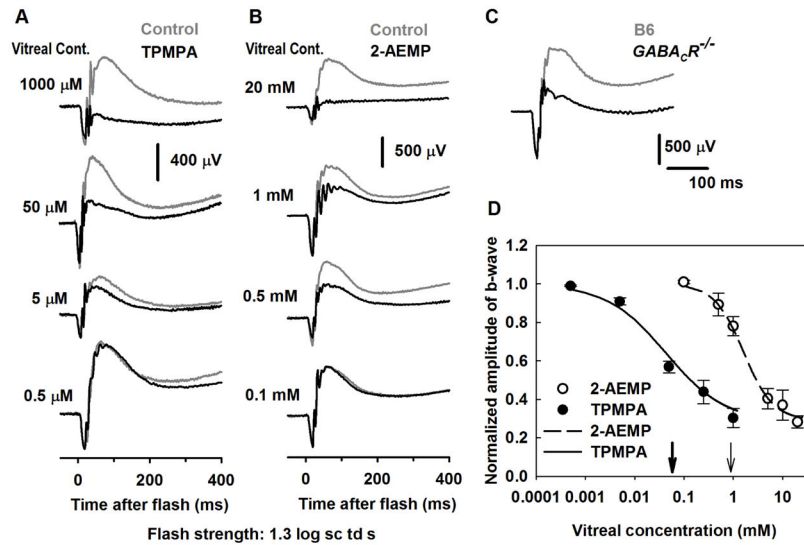 A
Control
Vitreal Cont. TPMPA
1000 μM
400 μV
50 μM
5 μM
0.5 μM
0 200 400
Time after flash (ms)
B
Control
Vitreal Cont. 2-AEMP
20 mM
500 μV
1 mM
0.5 mM
0.1 mM
0 200 400
Time after flash (ms)
Flash strength: 1.3 log sc td s
C
B6
GABACR-/-
500 μV
100 ms
D
Normalized amplitude of b-wave
1.2
1.0
0.8
0.6
0.4
0.2
0.0
2-AEMP
TPMPA
2-AEMP
TPMPA
0.0001 0.001 0.01 0.1 1 10
Vitreal concentration (mM)